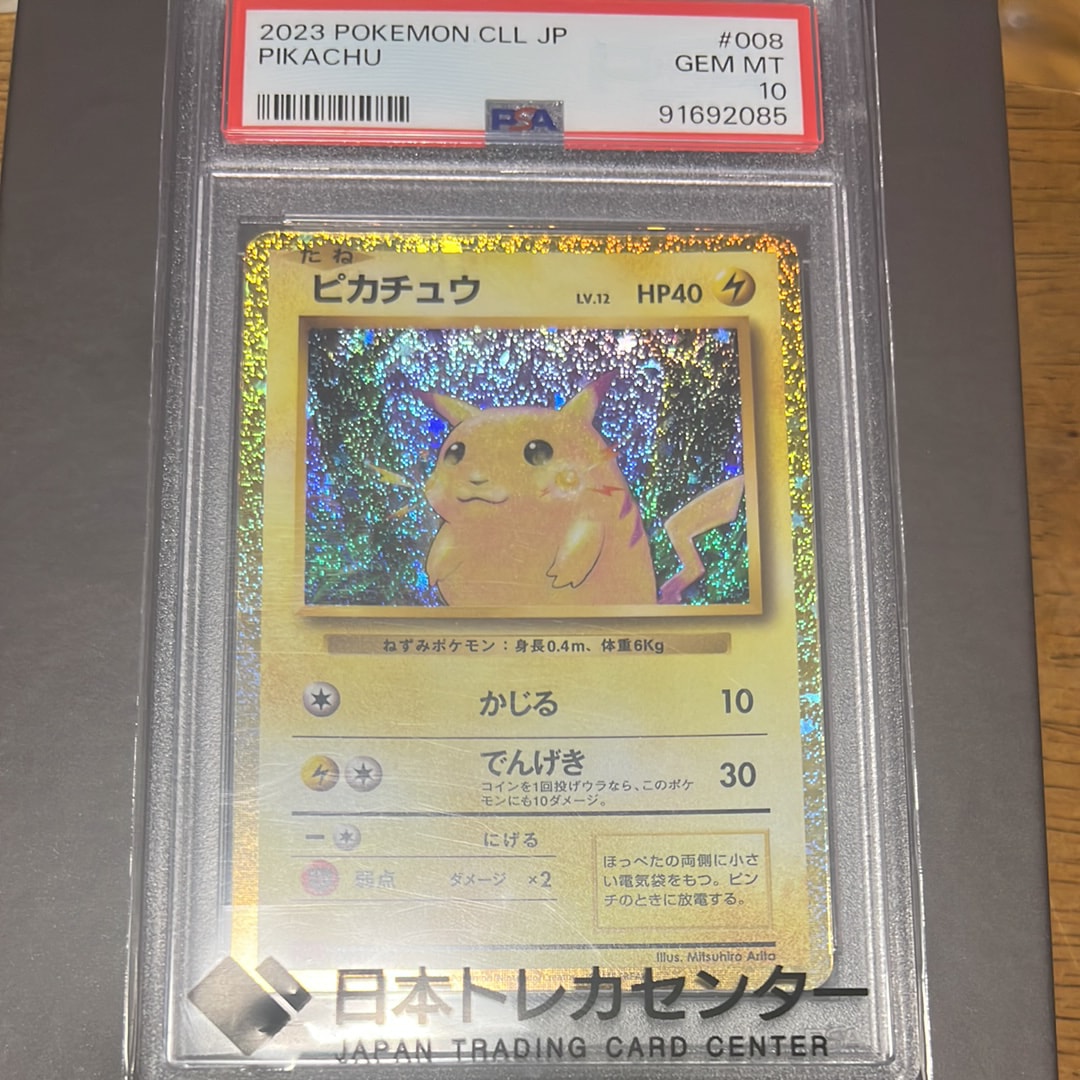 2023 POKEMON CLL JP #008
PIKACHU GEM MT
10
PSA 91692085
たね
ピカチュウ LV.12 HP40
ねずみポケモン：身長0.4m、体重6Kg
かじる 10
でんげき 30
コインを1回投げウラなら、このポケ
モンにも10ダメージ。
にげる
弱点 ダメージ ×2
ほっぺたの両側に小さ
い電気袋をもつ。ピン
チのときに放電する。
Illus. Mitsuhiro Arita
日本トレカセンター
JAPAN TRADING CARD CENTER